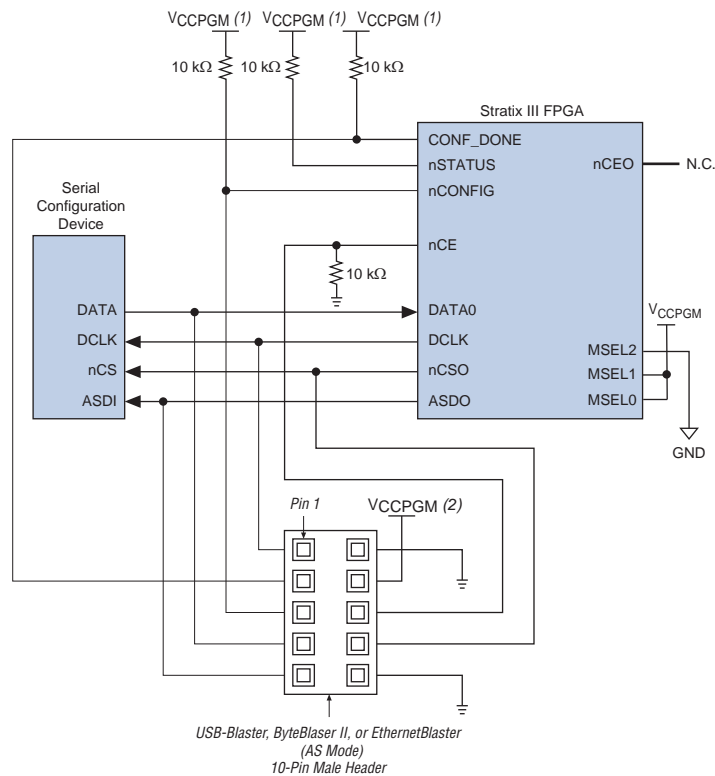 VCCPGM (1) VCCPGM (1) VCCPGM (1)
10 kΩ 10 kΩ 10 kΩ
Stratix III FPGA
CONF_DONE
nSTATUS
nCONFIG
nCE
nCEO
N.C.
10 kΩ
Serial
Configuration
Device
DATA
DCLK
nCS
ASDI
DATA0
DCLK
nCSO
ASDO
VCCPGM
MSEL2
MSEL1
MSEL0
GND
Pin 1
VCCPGM (2)
USB-Blaster, ByteBlaser II, or EthernetBlaster
(AS Mode)
10-Pin Male Header